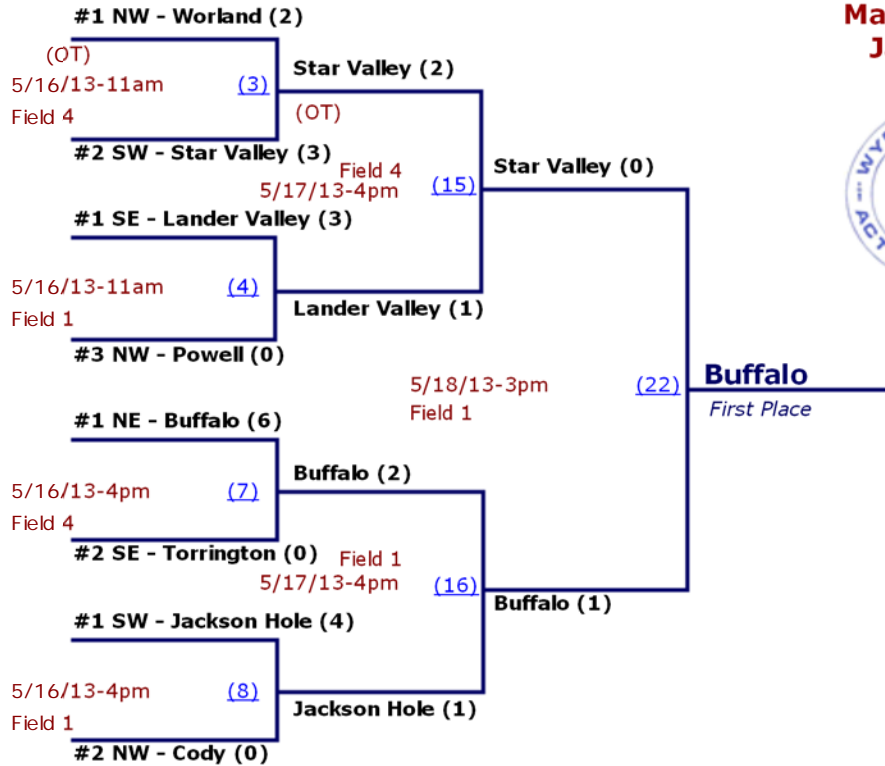 #1 NW - Worland (2)
(OT)
5/16/13-11am
(3)
Field 4
#2 SW - Star Valley (3)
Star Valley (2)
(OT)
Field 4
5/17/13-4pm
(15)
#1 SE - Lander Valley (3)
5/16/13-11am
(4)
Field 1
#3 NW - Powell (0)
Lander Valley (1)
Star Valley (0)
5/18/13-3pm
(22)
Field 1
Buffalo
First Place
#1 NE - Buffalo (6)
5/16/13-4pm
(7)
Field 4
#2 SE - Torrington (0)
Buffalo (2)
Field 1
5/17/13-4pm
(16)
Buffalo (1)
#1 SW - Jackson Hole (4)
5/16/13-4pm
(8)
Field 1
#2 NW - Cody (0)
Jackson Hole (1)
Ma
J
WY
ACT